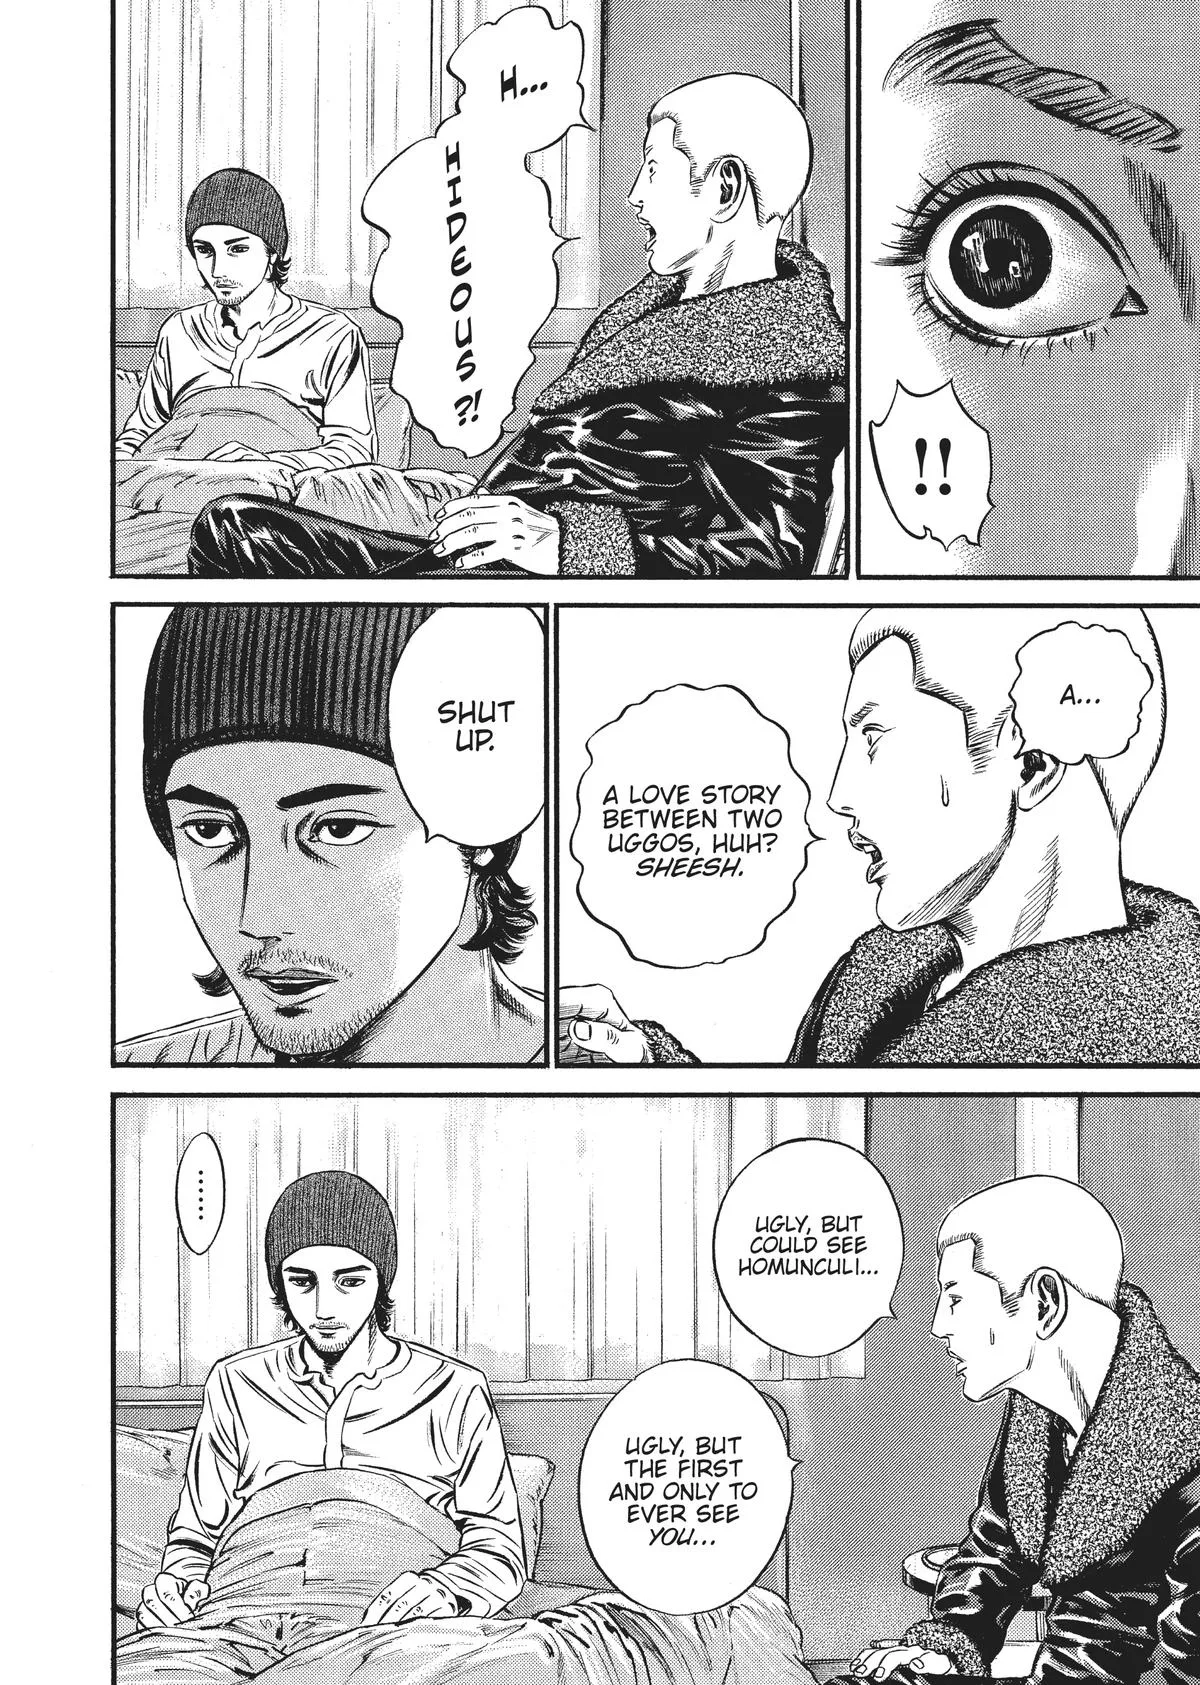 !!
H...
HIDEOUS?!
A...
A LOVE STORY
BETWEEN TWO
UGGOS, HUH?
SHEESH.
SHUT
UP.
UGLY, BUT
COULD SEE
HOMUNCULI...
UGLY, BUT
THE FIRST
AND ONLY TO
EVER SEE
YOU...
......